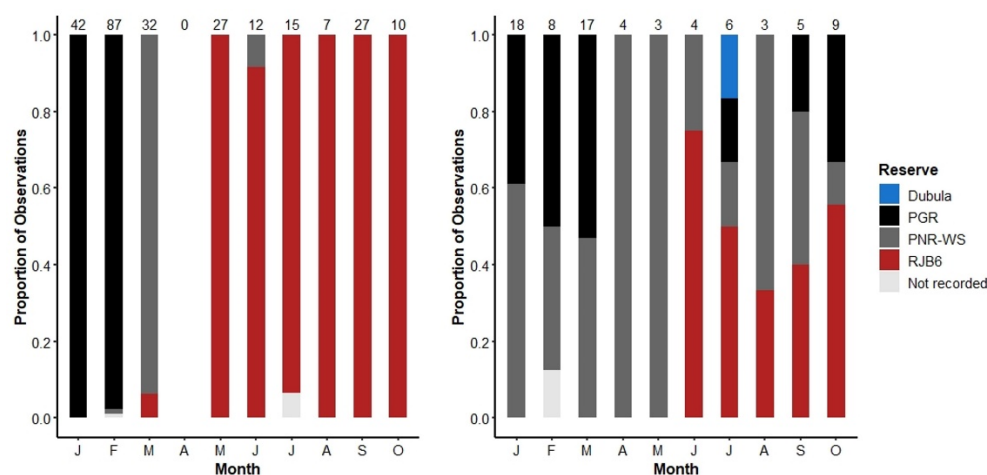 42 87 32 0 27 12 15 7 27 10
1.0
0.8
0.6
0.4
0.2
0.0
Proportion of Observations
J F M A M J J A S O
Month
18 8 17 4 3 4 6 3 5 9
1.0
0.8
0.6
0.4
0.2
0.0
Proportion of Observations
J F M A M J J A S O
Month
Reserve
Dubula
PGR
PNR-WS
RJB6
Not recorded